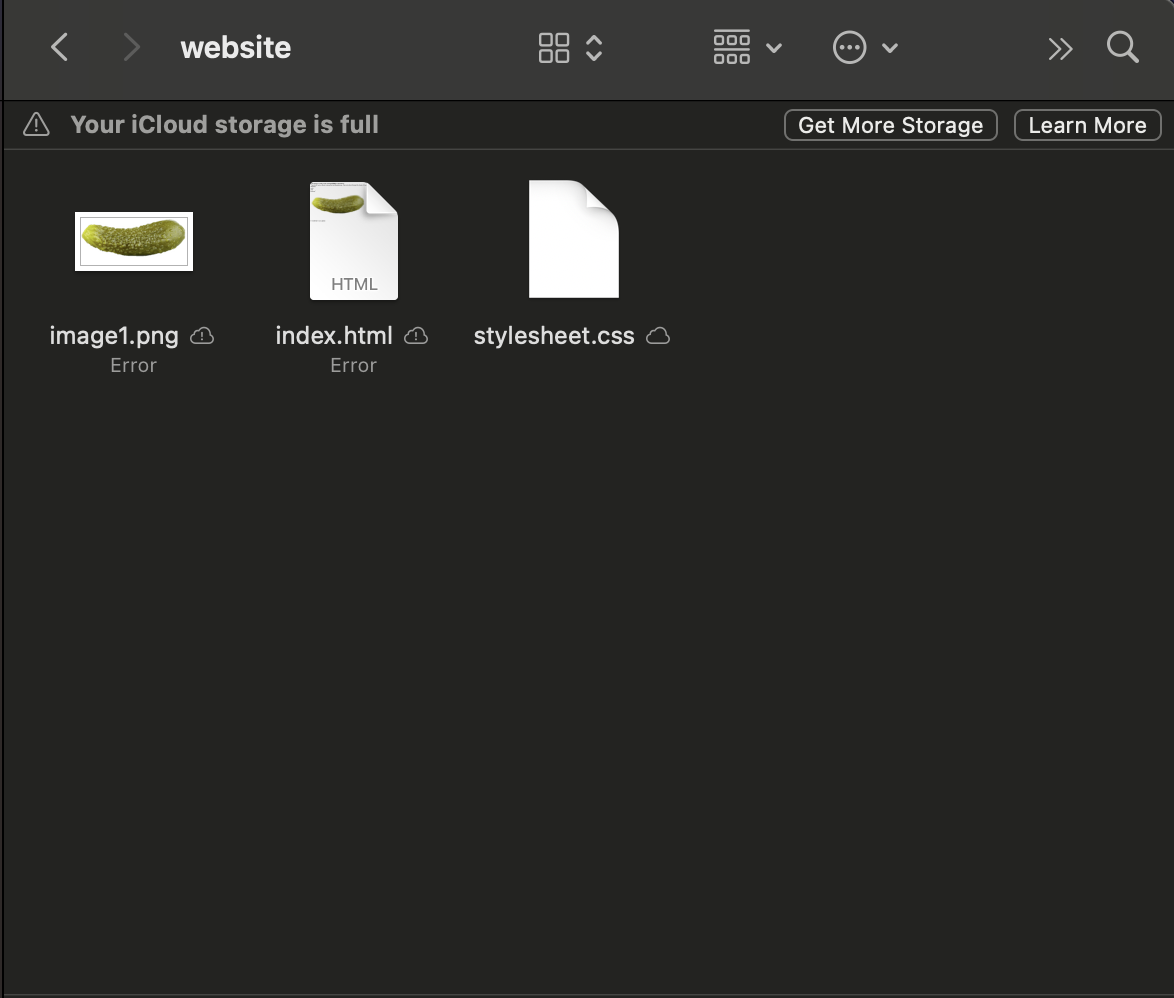 website
Your iCloud storage is full
Get More Storage
Learn More
HTML
image1.png
index.html
stylesheet.css
Error
Error